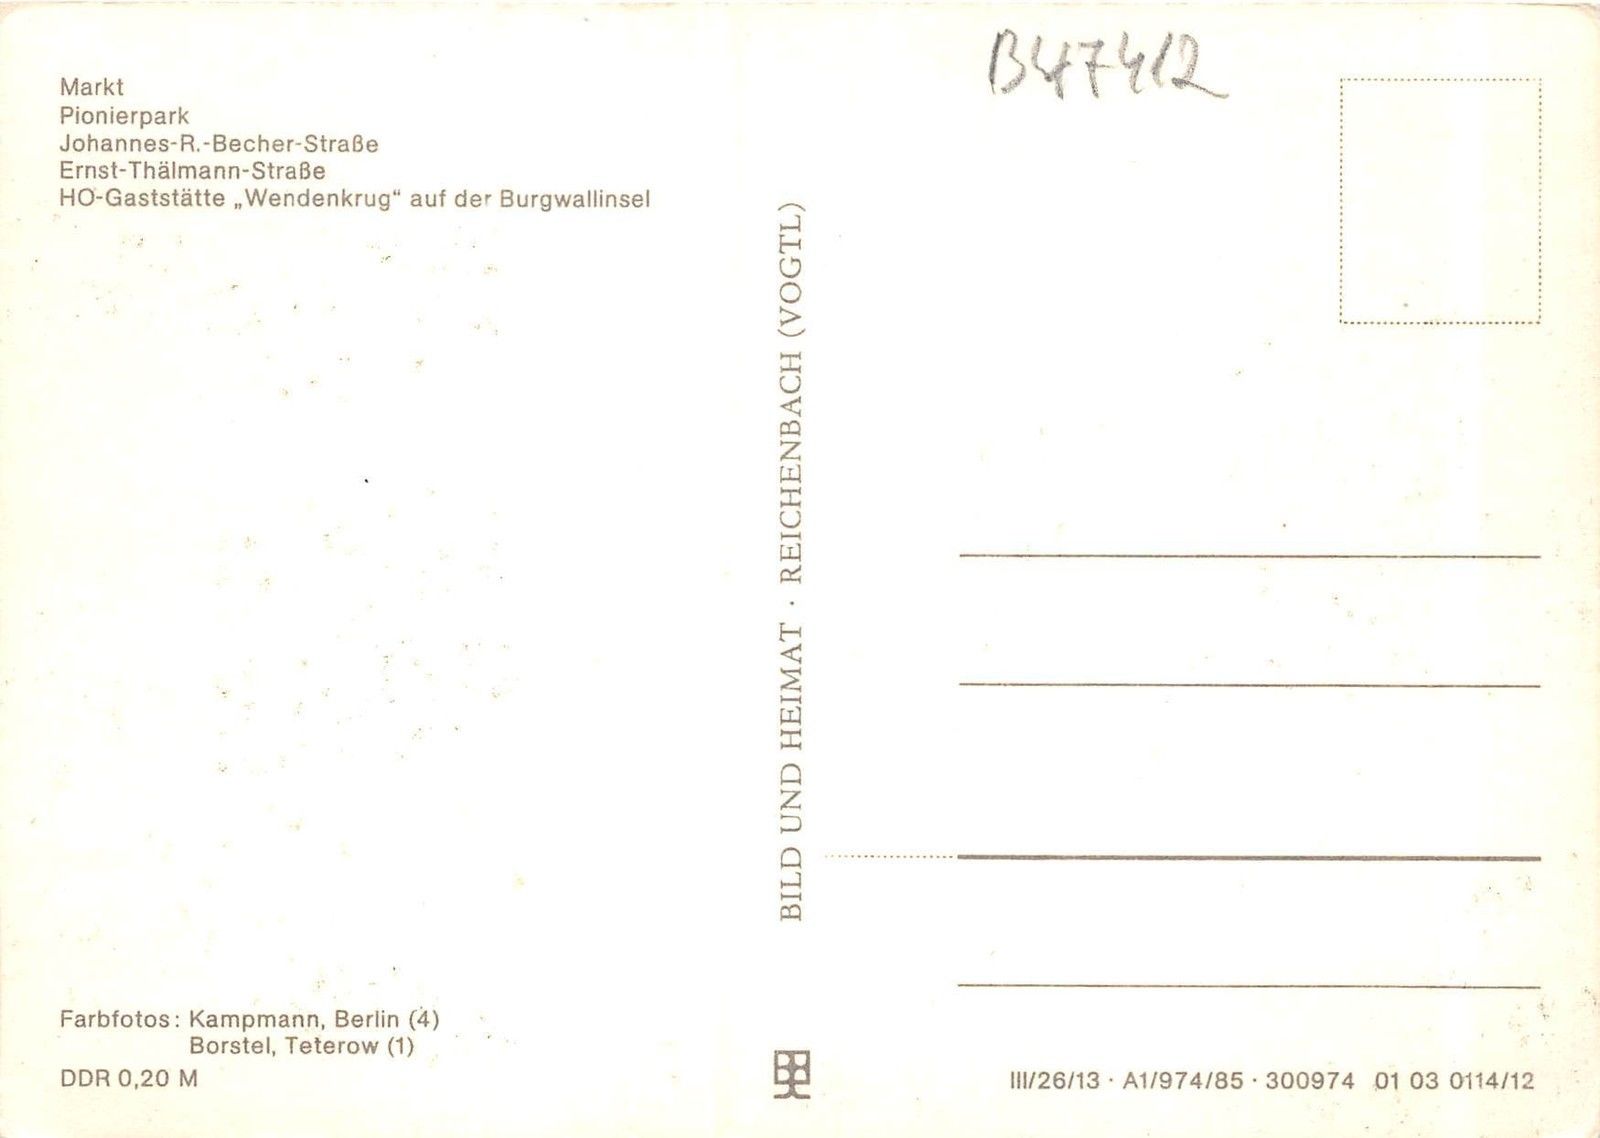 B47412
Markt
Pionierpark
Johannes-R.-Becher-Straße
Ernst-Thälmann-Straße
HO-Gaststätte „Wendenkrug“ auf der Burgwallinsel
BILD UND HEIMAT · REICHENBACH (VOGTL)
Farbfotos: Kampmann, Berlin (4)
Borstel, Teterow (1)
DDR 0,20 M
III/26/13 · A1/974/85 · 300974 01 03 0114/12